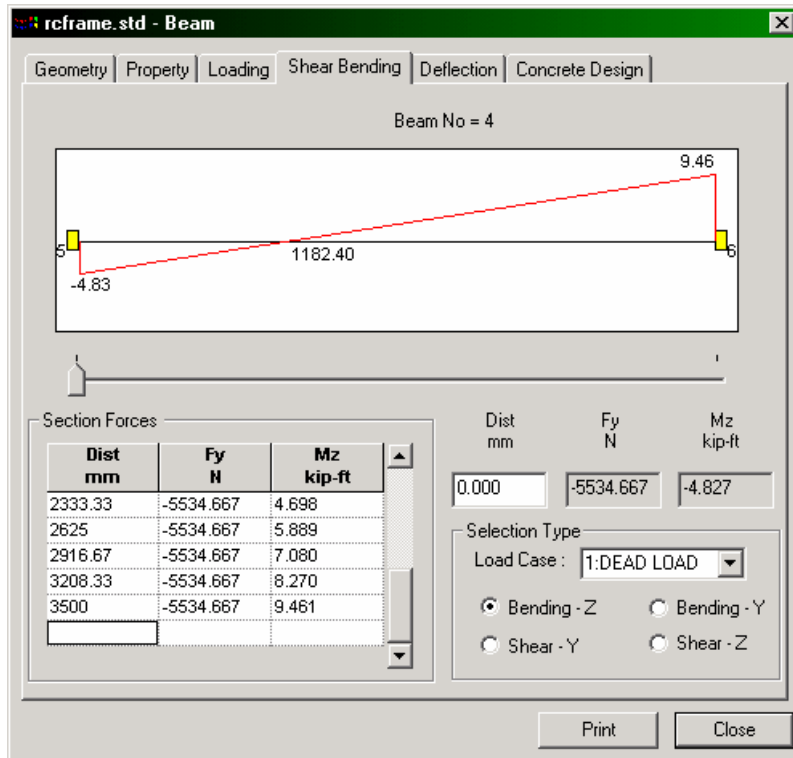 rcframe.std - Beam
Geometry Property Loading Shear Bending Deflection Concrete Design
Beam No = 4
9.46
5 1182.40 6
-4.83
Section Forces
Dist Fy Mz
mm N kip-ft
2333.33 -5534.667 4.698
2625 -5534.667 5.889
2916.67 -5534.667 7.080
3208.33 -5534.667 8.270
3500 -5534.667 9.461
Dist Fy Mz
mm N kip-ft
0.000 -5534.667 -4.827
Selection Type
Load Case : 1:DEAD LOAD
Bending - Z Bending - Y
Shear - Y Shear - Z
Print Close